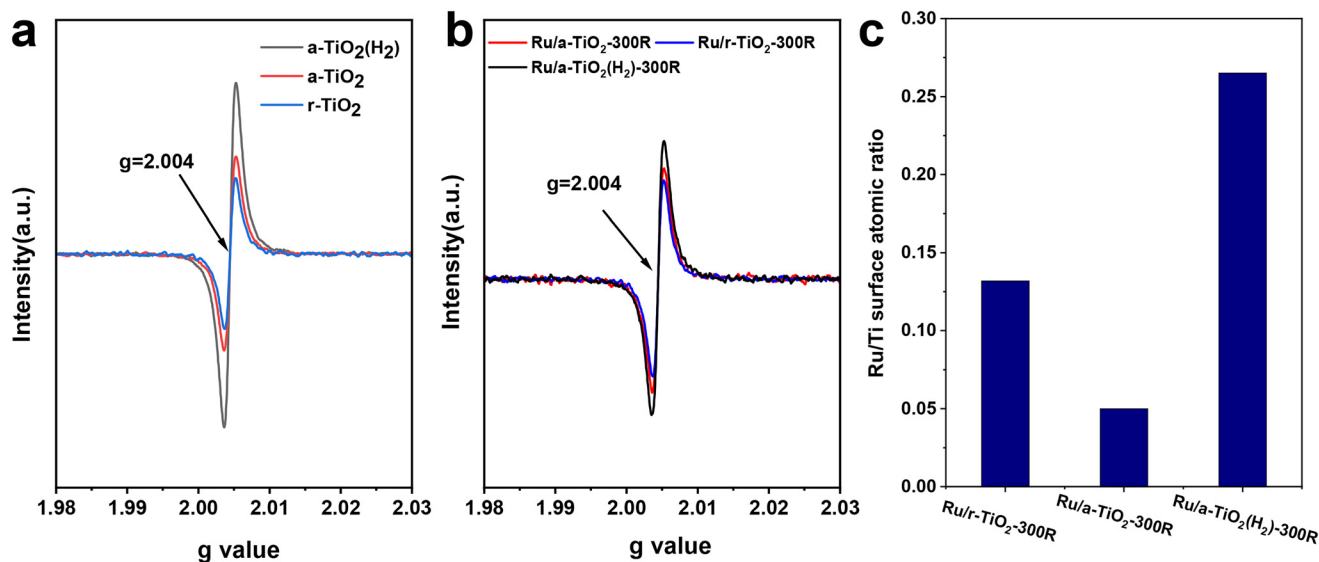 a
a-TiO2(H2)
a-TiO2
r-TiO2
g=2.004
Intensity(a.u.)
1.98 1.99 2.00 2.01 2.02 2.03
g value
b
Ru/a-TiO2-300R Ru/r-TiO2-300R
Ru/a-TiO2(H2)-300R
g=2.004
Intensity(a.u.)
1.98 1.99 2.00 2.01 2.02 2.03
g value
c
Ru/Ti surface atomic ratio
0.30
0.25
0.20
0.15
0.10
0.05
0.00
Ru/r-TiO2-300R
Ru/a-TiO2-300R
Ru/a-TiO2(H2)-300R